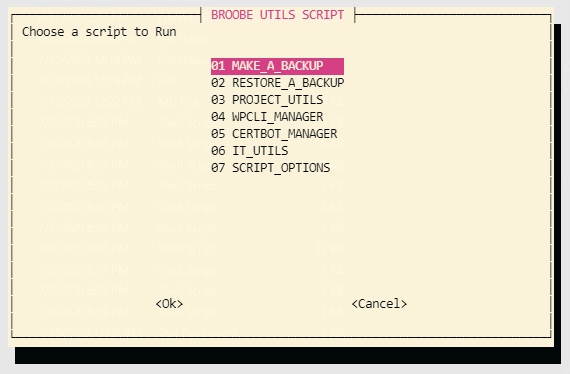 BROOBE UTILS SCRIPT
Choose a script to Run
01 MAKE_A_BACKUP
02 RESTORE_A_BACKUP
03 PROJECT_UTILS
04 WPCLI_MANAGER
05 CERTBOT_MANAGER
06 IT_UTILS
07 SCRIPT_OPTIONS
<Ok> <Cancel>